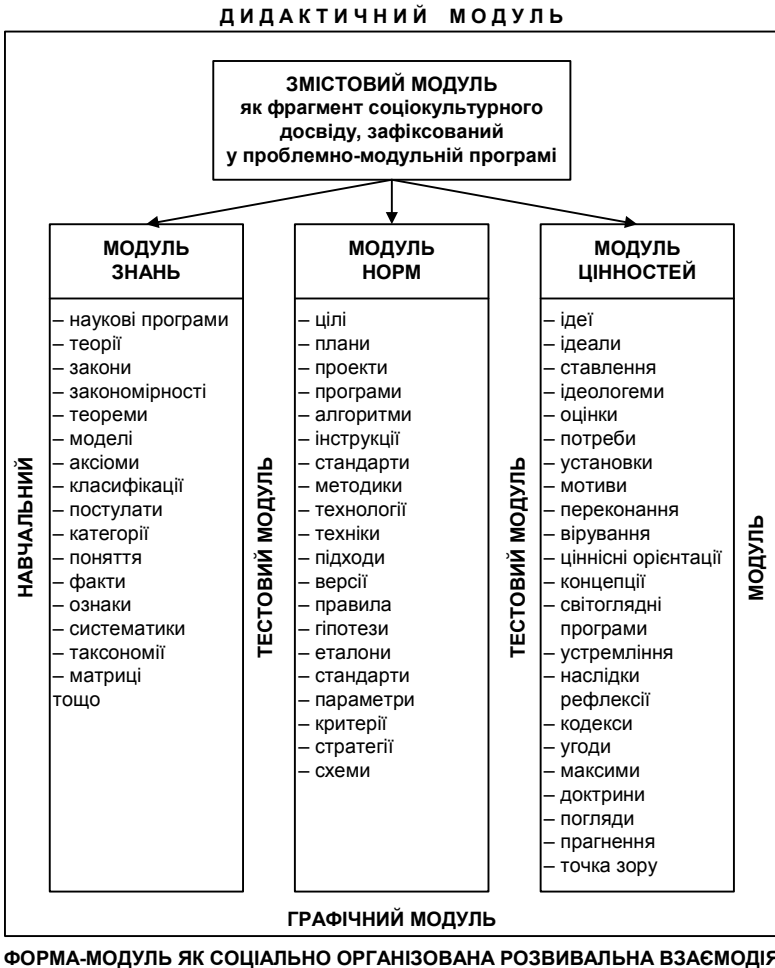 ДИДАКТИЧНИЙ МОДУЛЬ
ЗМІСТОВИЙ МОДУЛЬ
як фрагмент соціокультурного
досвіду, зафіксований
у проблемно-модульній програмі
МОДУЛЬ
ЗНАНЬ
– наукові програми
– теорії
– закони
– закономірності
– теореми
– моделі
– аксіоми
– класифікації
– постулати
– категорії
– поняття
– факти
– ознаки
– систематики
– таксономії
– матриці
тощо
МОДУЛЬ
НОРМ
– цілі
– плани
– проекти
– програми
– алгоритми
– інструкції
– стандарти
– методики
– технології
– техніки
– підходи
– версії
– правила
– гіпотези
– еталони
– стандарти
– параметри
– критерії
– стратегії
– схеми
МОДУЛЬ
ЦІННОСТЕЙ
– ідеї
– ідеали
– ставлення
– ідеологеми
– оцінки
– потреби
– установки
– мотиви
– переконання
– вірування
– ціннісні орієнтації
– концепції
– світоглядні
програми
– устремління
– наслідки
рефлексії
– кодекси
– угоди
– максими
– доктрини
– погляди
– прагнення
– точка зору
НАВЧАЛЬНИЙ
ТЕСТОВИЙ МОДУЛЬ
ТЕСТОВИЙ МОДУЛЬ
МОДУЛЬ
ГРАФІЧНИЙ МОДУЛЬ
ФОРМА-МОДУЛЬ ЯК СОЦІАЛЬНО ОРГАНІЗОВАНА РОЗВИВАЛЬНА ВЗАЄМОДІЯ